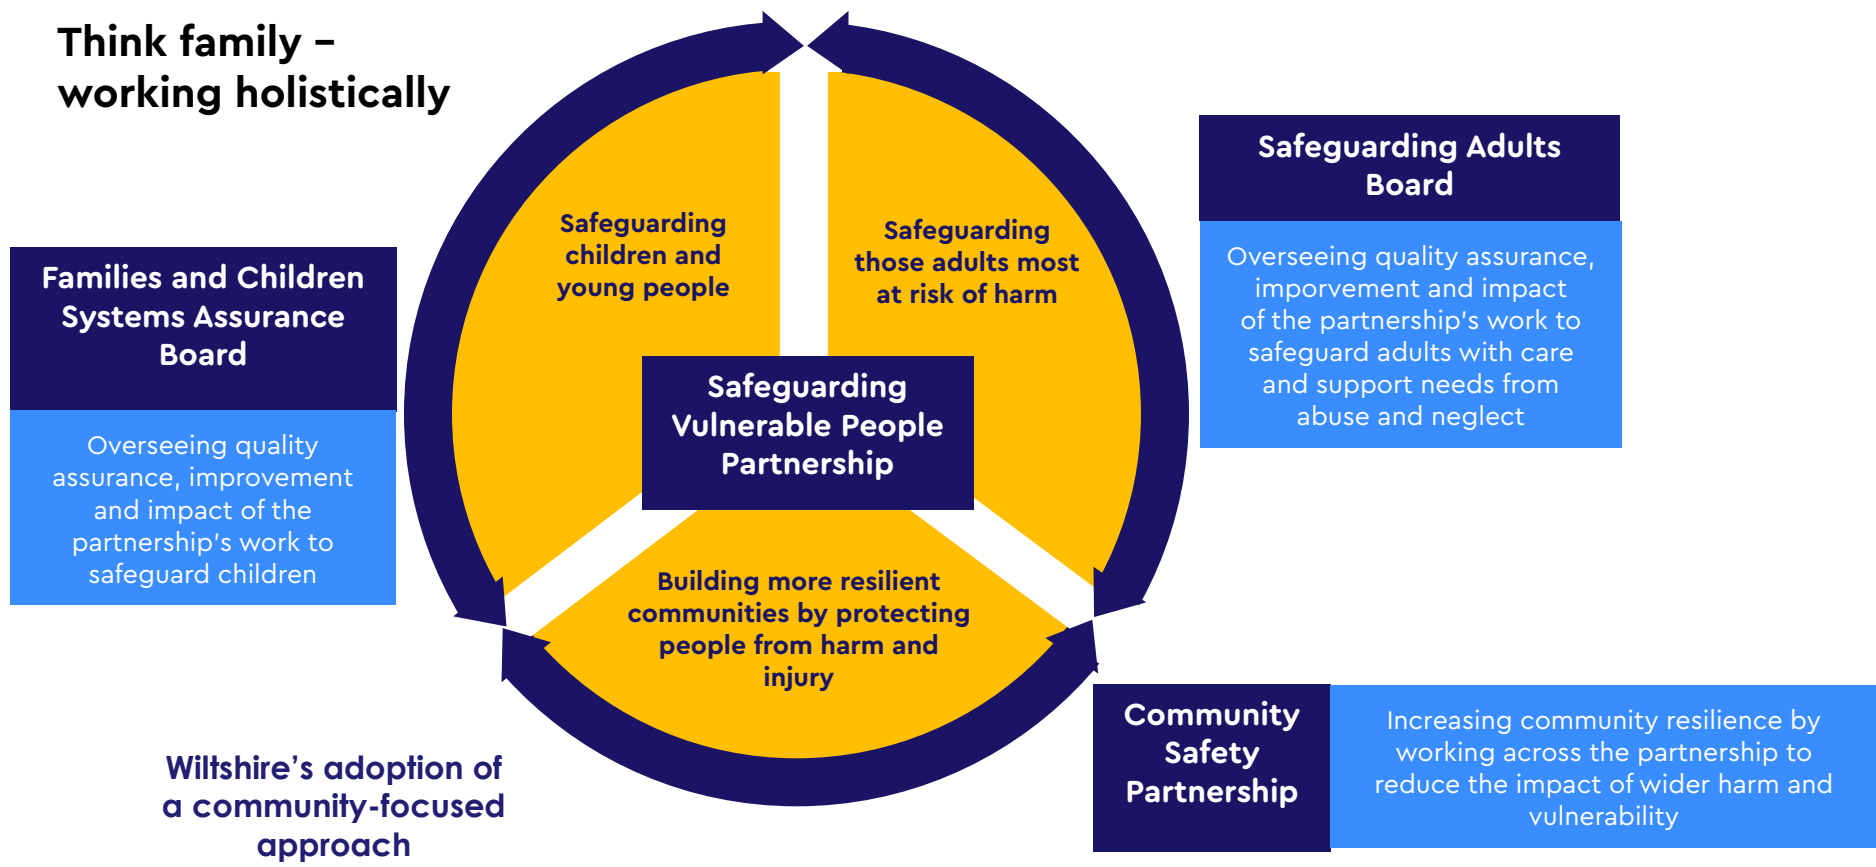 Think family –
working holistically
Safeguarding
children and
young people
Safeguarding
those adults most
at risk of harm
Safeguarding Adults
Board
Overseeing quality assurance,
imporvement and impact
of the partnership's work to
safeguard adults with care
and support needs from
abuse and neglect
Families and Children
Systems Assurance
Board
Overseeing quality
assurance, improvement
and impact of the
partnership's work to
safeguard children
Safeguarding
Vulnerable People
Partnership
Building more resilient
communities by protecting
people from harm and
injury
Community
Safety
Partnership
Increasing community resilience by
working across the partnership to
reduce the impact of wider harm and
vulnerability
Wiltshire’s adoption of
a community-focused
approach